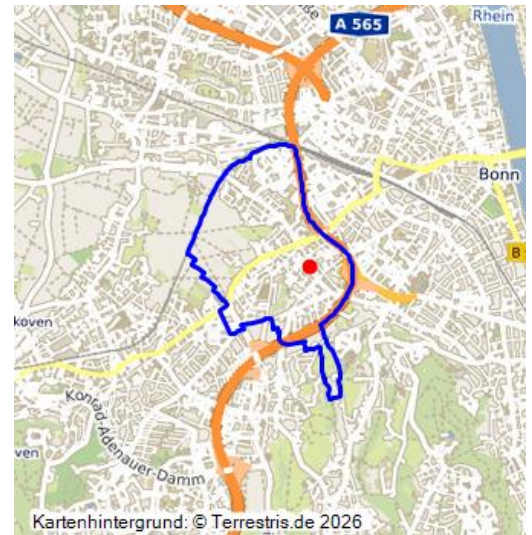 Rhein
A 565
Bonn
B
koven
Konrad-Adenauer-Damm
ven
Kartenhintergrund: © Terrestris.de 2026